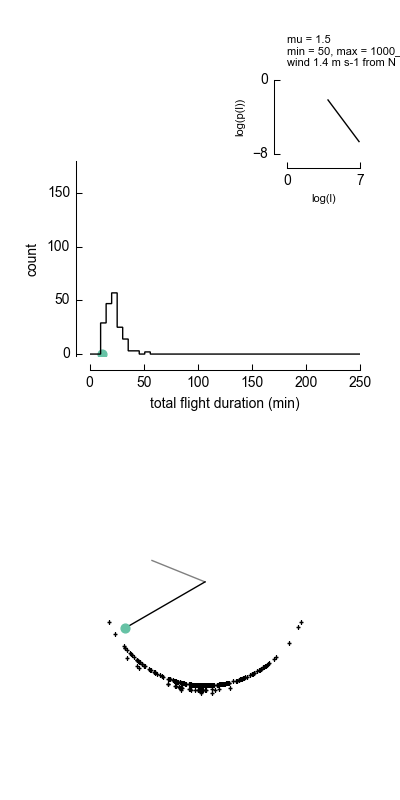 mu = 1.5
min = 50, max = 1000_
wind 1.4 m s-1 from N
0
log(p(l))
−8
0
7
log(l)
150
100
count
50
0
0
50
100
150
200
250
total flight duration (min)